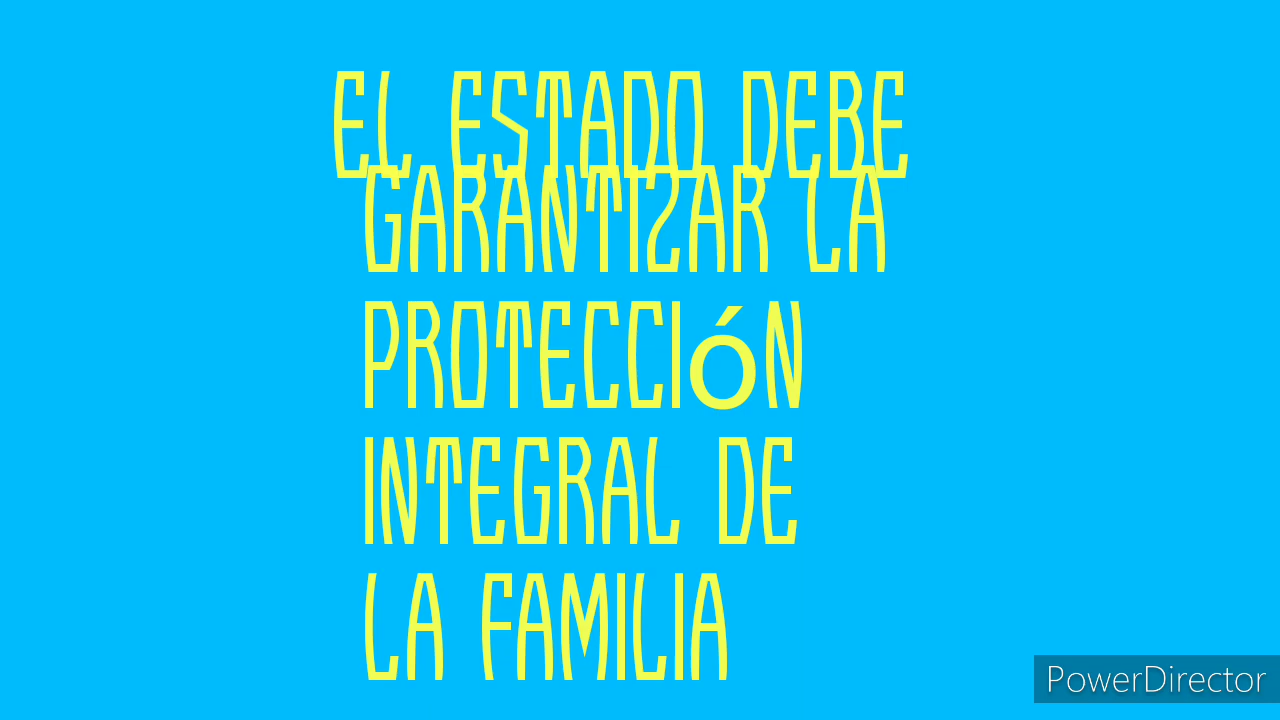 EL ESTADO DEBE
GARANTIZAR LA
PROTECCIóN
INTEGRAL DE
LA FAMILIA
PowerDirector